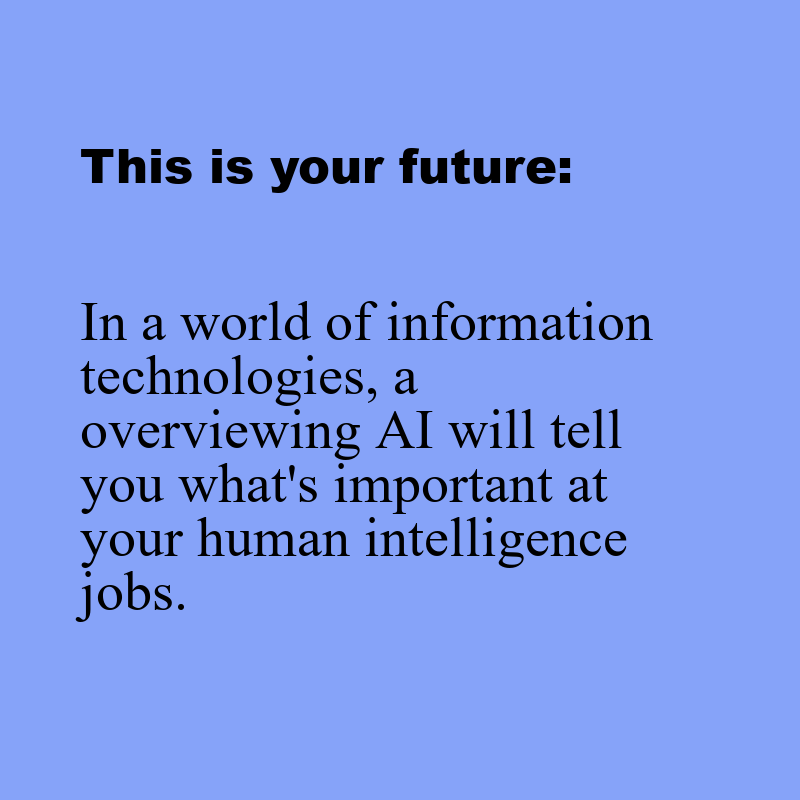 This is your future:
In a world of information
technologies, a
overviewing AI will tell
you what's important at
your human intelligence
jobs.